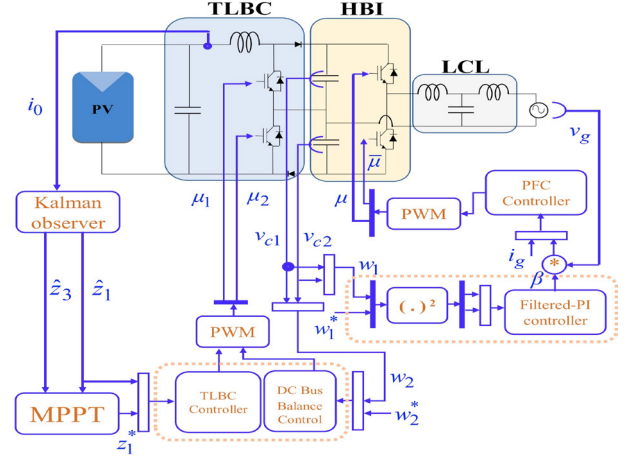 TLBC
HBI
LCL
PV
i0
vg
μ1
μ2
μ
μ̅
PWM
PFC
Controller
Kalman
observer
vc1
vc2
ig
*
ẑ3
ẑ1
w1
β
w1*
(.)²
Filtered-PI
controller
PWM
MPPT
z1*
TLBC
Controller
DC Bus
Balance
Control
w2
w2*